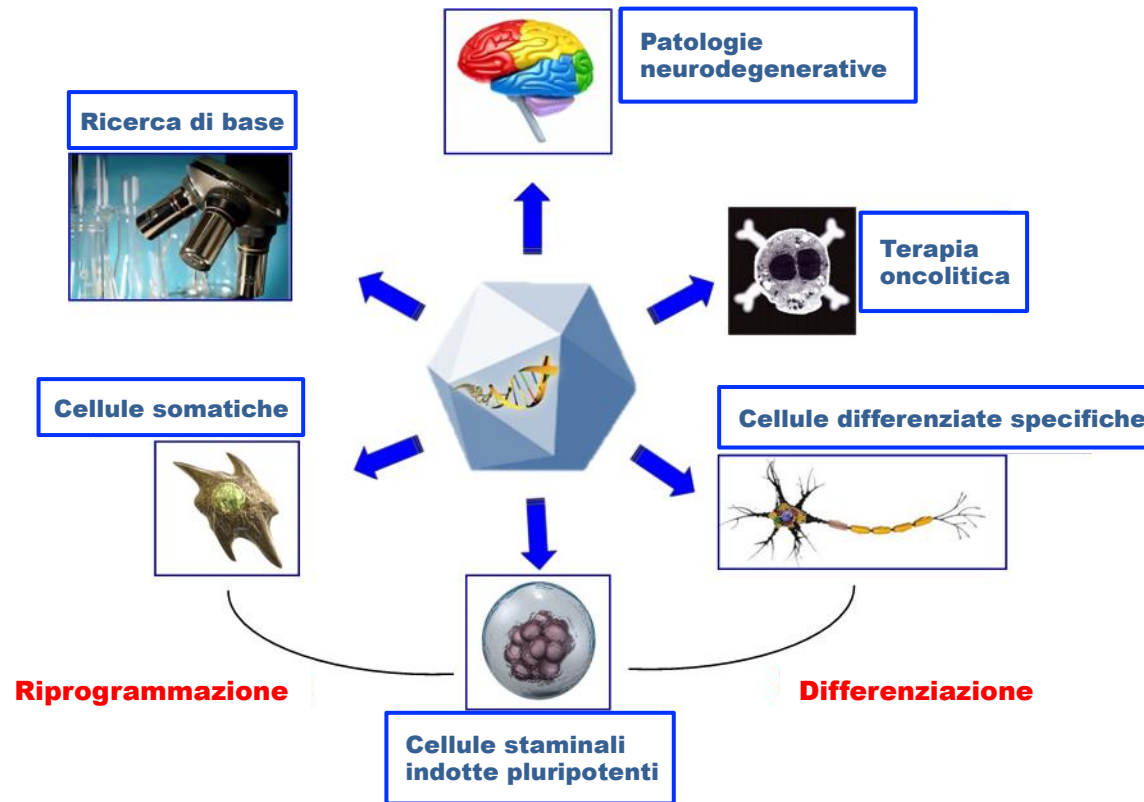 Patologie
neurodegenerative
Ricerca di base
Terapia
oncolitica
Cellule somatiche
Cellule differenziate specifiche
Riprogrammazione
Differenziazione
Cellule staminali
indotte pluripotenti